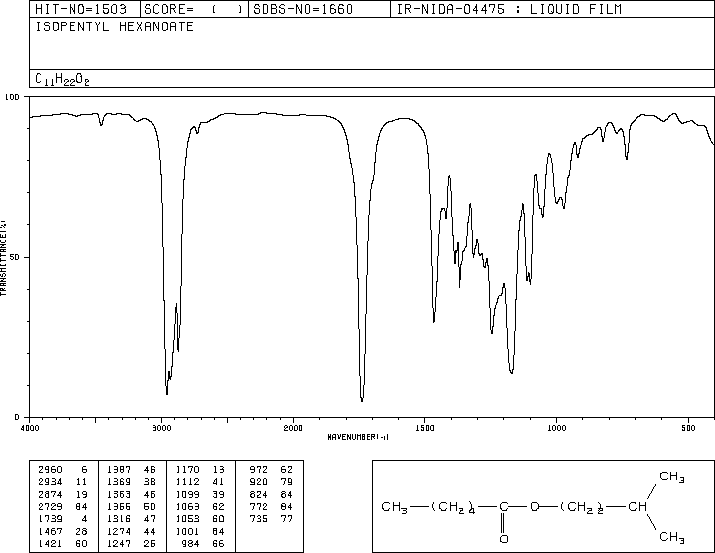 HIT-NO=1503 SCORE= ( ) SDBS-NO=1660 IR-NIDA-04475 : LIQUID FILM
ISOPENTYL HEXANOATE
C11H22O2
100
50
0
TRANSMITTANCE(%)
4000 3000 2000 1500 1000 500
WAVENUMBER(-1)
2960 6 1387 46 1170 13 972 62
2934 11 1369 38 1112 41 920 79
2874 19 1363 46 1099 39 824 84
2729 84 1366 60 1063 62 772 84
1739 4 1316 47 1053 60 735 77
1467 28 1274 44 1001 84
1421 60 1247 26 984 66
CH3
CH3 (CH2)4 C O (CH2)2 CH
O
CH3